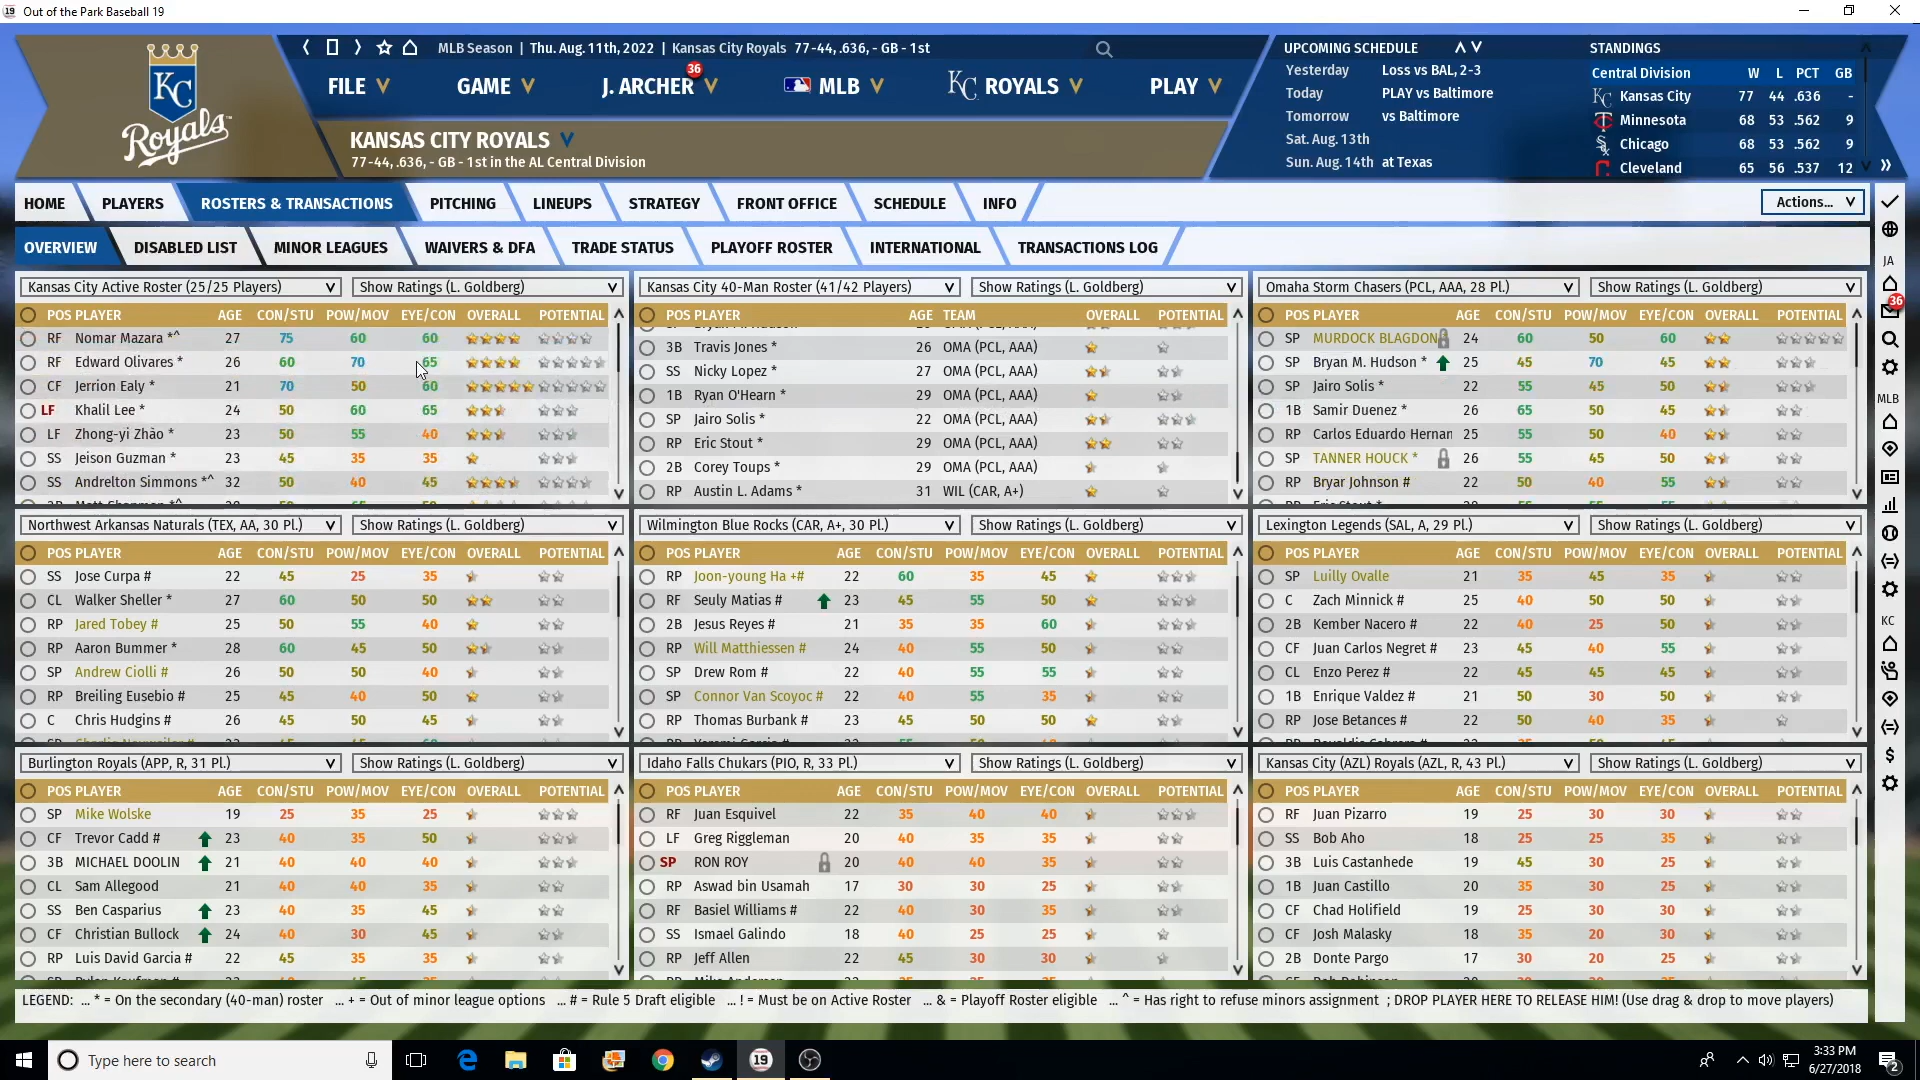 Out of the Park Baseball 19
MLB Season | Thu. Aug. 11th, 2022 | Kansas City Royals 77-44, .636, - GB - 1st
FILE GAME J. ARCHER 36 MLB KC ROYALS PLAY
KC Royals
KANSAS CITY ROYALS
77-44, .636, - GB - 1st in the AL Central Division
UPCOMING SCHEDULE
Yesterday Loss vs BAL, 2-3
Today PLAY vs Baltimore
Tomorrow vs Baltimore
Sat. Aug. 13th
Sun. Aug. 14th at Texas
STANDINGS
Central Division W L PCT GB
Kansas City 77 44 .636 -
Minnesota 68 53 .562 9
Chicago 68 53 .562 9
Cleveland 65 56 .537 12
HOME PLAYERS ROSTERS & TRANSACTIONS PITCHING LINEUPS STRATEGY FRONT OFFICE SCHEDULE INFO Actions...
OVERVIEW DISABLED LIST MINOR LEAGUES WAIVERS & DFA TRADE STATUS PLAYOFF ROSTER INTERNATIONAL TRANSACTIONS LOG
Kansas City Active Roster (25/25 Players) Show Ratings (L. Goldberg)
POS PLAYER AGE CON/STU POW/MOV EYE/CON OVERALL POTENTIAL
RF Nomar Mazara *^ 27 75 60 60
RF Edward Olivares * 26 60 70 65
CF Jerrion Ealy * 21 70 50 60
LF Khalil Lee * 24 50 60 65
LF Zhong-yi Zhào * 23 50 55 40
SS Jeison Guzman * 23 45 35 35
SS Andrelton Simmons *^ 32 50 40 45
Kansas City 40-Man Roster (41/42 Players) Show Ratings (L. Goldberg)
POS PLAYER AGE TEAM OVERALL POTENTIAL
3B Travis Jones * 26 OMA (PCL, AAA)
SS Nicky Lopez * 27 OMA (PCL, AAA)
1B Ryan O'Hearn * 29 OMA (PCL, AAA)
SP Jairo Solis * 22 OMA (PCL, AAA)
RP Eric Stout * 29 OMA (PCL, AAA)
2B Corey Toups * 29 OMA (PCL, AAA)
RP Austin L. Adams * 31 WIL (CAR, A+)
Omaha Storm Chasers (PCL, AAA, 28 Pl.) Show Ratings (L. Goldberg)
POS PLAYER AGE CON/STU POW/MOV EYE/CON OVERALL POTENTIAL
SP MURDOCK BLAGDON 24 60 50 60
SP Bryan M. Hudson * 25 45 70 45
SP Jairo Solis * 22 55 45 50
1B Samir Duenez * 26 65 50 45
RP Carlos Eduardo Hernan 25 55 50 40
SP TANNER HOUCK * 26 55 45 50
RP Bryar Johnson # 22 50 40 55
Northwest Arkansas Naturals (TEX, AA, 30 Pl.) Show Ratings (L. Goldberg)
POS PLAYER AGE CON/STU POW/MOV EYE/CON OVERALL POTENTIAL
SS Jose Curpa # 22 45 25 35
CL Walker Sheller * 27 60 50 50
RP Jared Tobey # 25 50 55 40
RP Aaron Bummer * 28 60 45 50
SP Andrew Ciolli # 26 50 50 40
RP Breiling Eusebio # 25 45 40 50
C Chris Hudgins # 26 45 50 45
Wilmington Blue Rocks (CAR, A+, 30 Pl.) Show Ratings (L. Goldberg)
POS PLAYER AGE CON/STU POW/MOV EYE/CON OVERALL POTENTIAL
RP Joon-young Ha +# 22 60 35 45
RF Seuly Matias # 23 45 55 50
2B Jesus Reyes # 21 35 35 60
RP Will Matthiessen # 24 40 55 50
SP Drew Rom # 22 40 55 55
SP Connor Van Scoyoc # 22 40 55 35
RP Thomas Burbank # 23 45 50 50
Lexington Legends (SAL, A, 29 Pl.) Show Ratings (L. Goldberg)
POS PLAYER AGE CON/STU POW/MOV EYE/CON OVERALL POTENTIAL
SP Luilly Ovalle 21 35 45 35
C Zach Minnick # 25 40 50 50
2B Kember Nacero # 22 40 25 50
CF Juan Carlos Negret # 23 45 40 55
CL Enzo Perez # 22 45 45 45
1B Enrique Valdez # 21 50 30 50
RP Jose Betances # 22 50 40 35
Burlington Royals (APP, R, 31 Pl.) Show Ratings (L. Goldberg)
POS PLAYER AGE CON/STU POW/MOV EYE/CON OVERALL POTENTIAL
SP Mike Wolske 19 25 35 25
CF Trevor Cadd # 23 40 35 50
3B MICHAEL DOOLIN 21 40 40 40
CL Sam Allegood 21 40 40 35
SS Ben Casparius 23 40 35 45
CF Christian Bullock 24 40 30 45
RP Luis David Garcia # 22 45 35 35
Idaho Falls Chukars (PIO, R, 33 Pl.) Show Ratings (L. Goldberg)
POS PLAYER AGE CON/STU POW/MOV EYE/CON OVERALL POTENTIAL
RF Juan Esquivel 22 35 40 40
LF Greg Riggleman 20 40 35 35
SP RON ROY 20 40 40 35
RP Aswad bin Usamah 17 30 30 25
RF Basiel Williams # 22 40 30 35
SS Ismael Galindo 18 40 25 25
RP Jeff Allen 22 45 30 30
Kansas City (AZL) Royals (AZL, R, 43 Pl.) Show Ratings (L. Goldberg)
POS PLAYER AGE CON/STU POW/MOV EYE/CON OVERALL POTENTIAL
RF Juan Pizarro 19 25 30 30
SS Bob Aho 18 25 25 35
3B Luis Castanhede 19 45 30 25
1B Juan Castillo 20 35 30 25
CF Chad Holifield 19 25 30 30
CF Josh Malasky 18 35 20 30
2B Donte Pargo 17 30 20 25
JA
36
MLB
KC
LEGEND: ... * = On the secondary (40-man) roster ... + = Out of minor league options ... # = Rule 5 Draft eligible ... ! = Must be on Active Roster ... & = Playoff Roster eligible ... ^ = Has right to refuse minors assignment ; DROP PLAYER HERE TO RELEASE HIM! (Use drag & drop to move players)
Type here to search
19
3:33 PM
6/27/2018
2